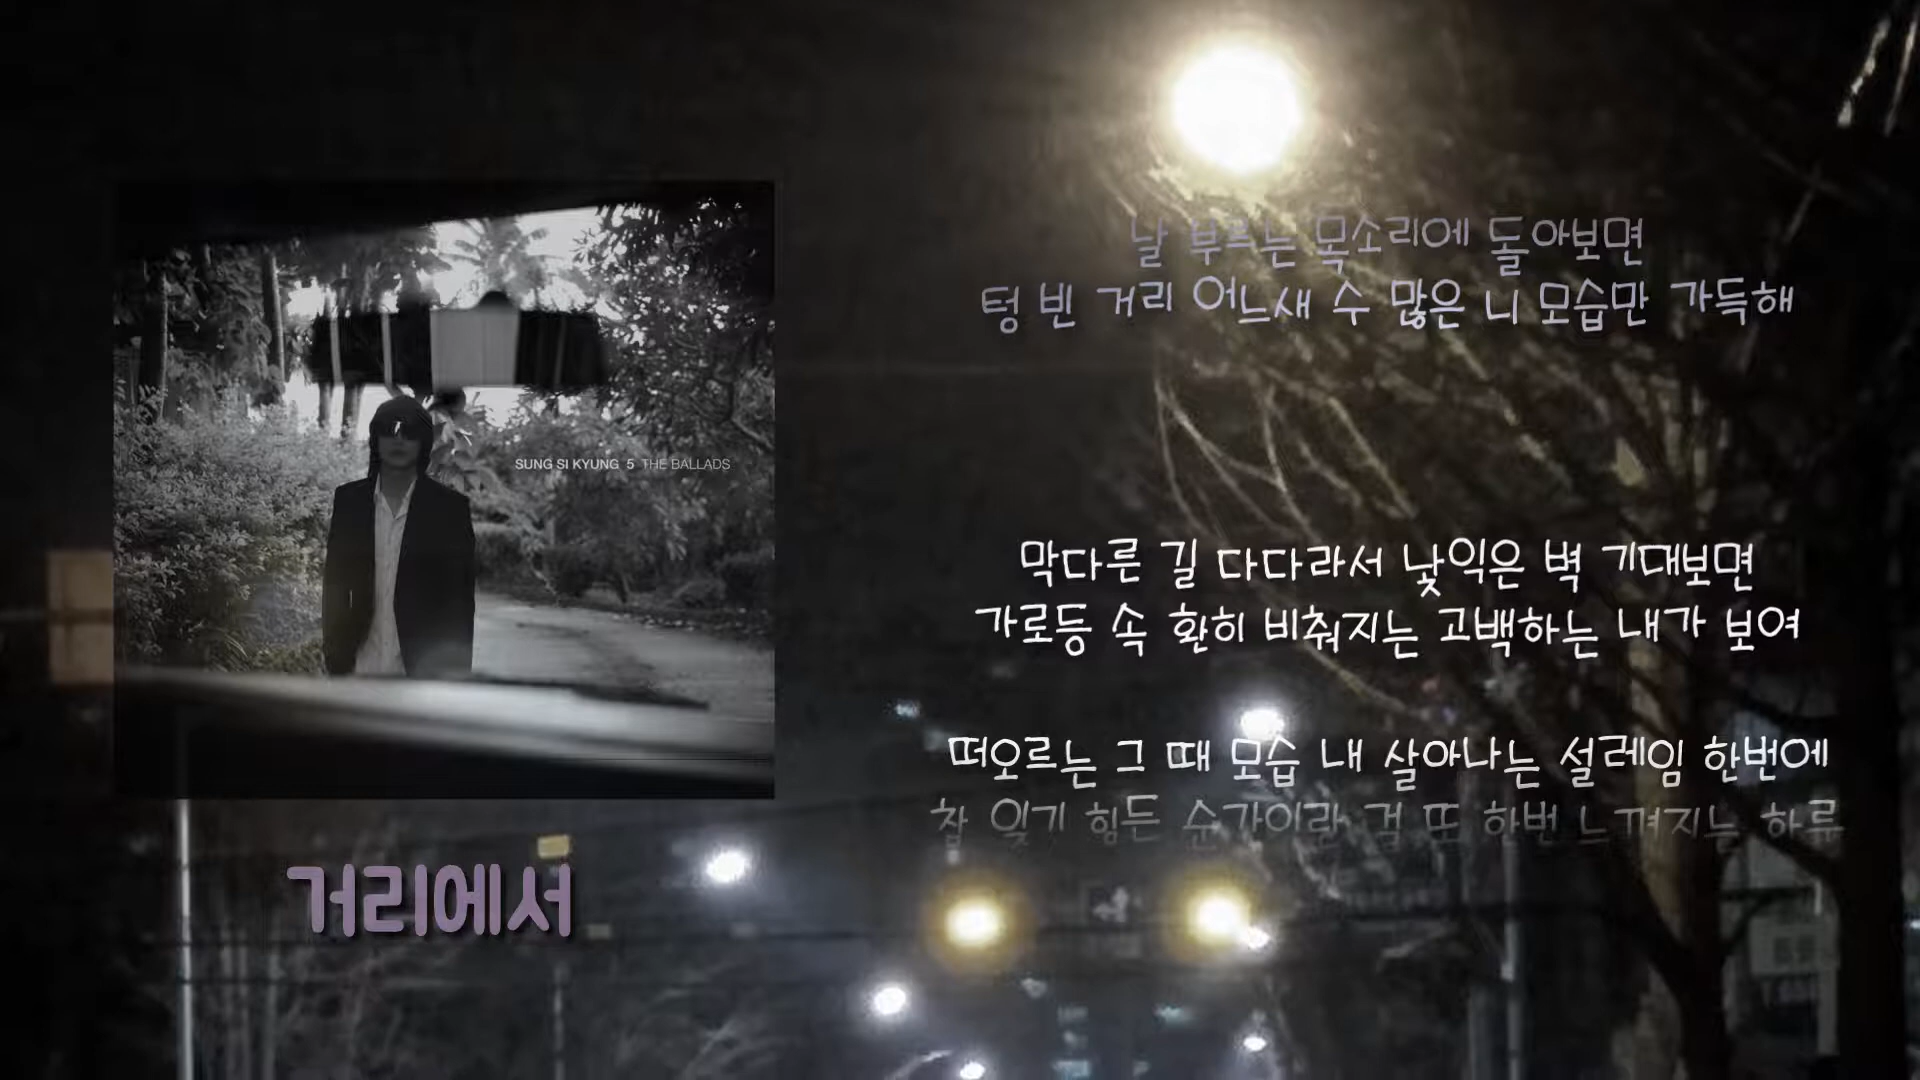 SUNG SI KYUNG 5 THE BALLADS
거리에서
날 부르는 목소리에 돌아보면
텅 빈 거리 어느새 수 많은 니 모습만 가득해
막다른 길 다다라서 낯익은 벽 기대보면
가로등 속 환히 비춰지는 고백하는 내가 보여
떠오르는 그 때 모습 내 살아나는 설레임 한번에
참 잊기 힘든 순간이란 걸 또 한번 느껴지는 하루